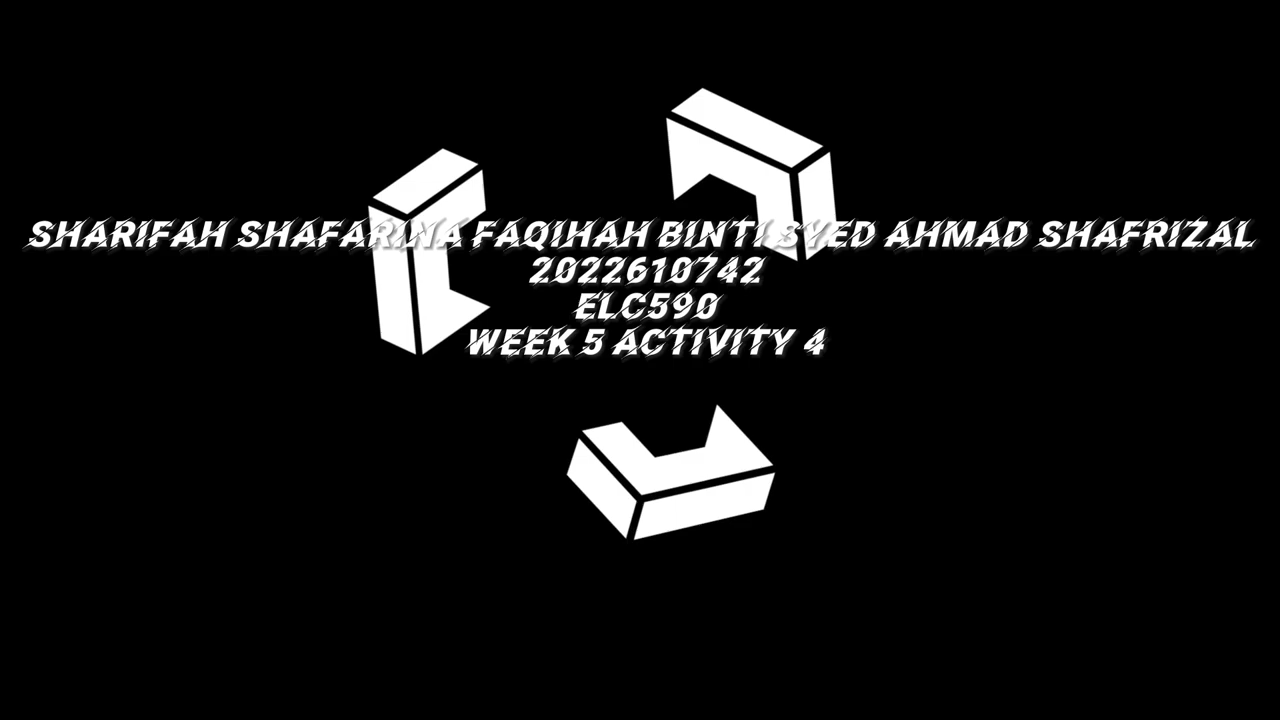 SHARIFAH SHAFARINA FAQIHAH BINTI SYED AHMAD SHAFRIZAL
2022610742
ELC590
WEEK 5 ACTIVITY 4